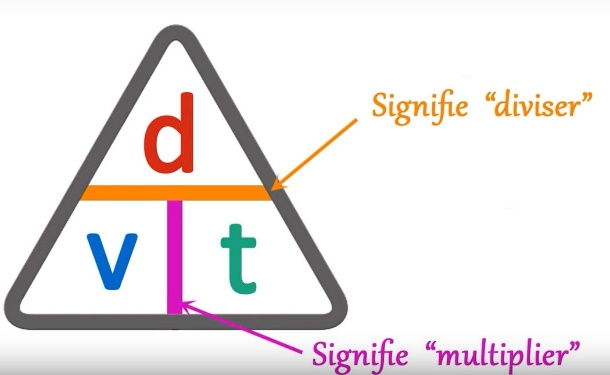 d
Signifie “diviser”
v t
Signifie “multiplier”